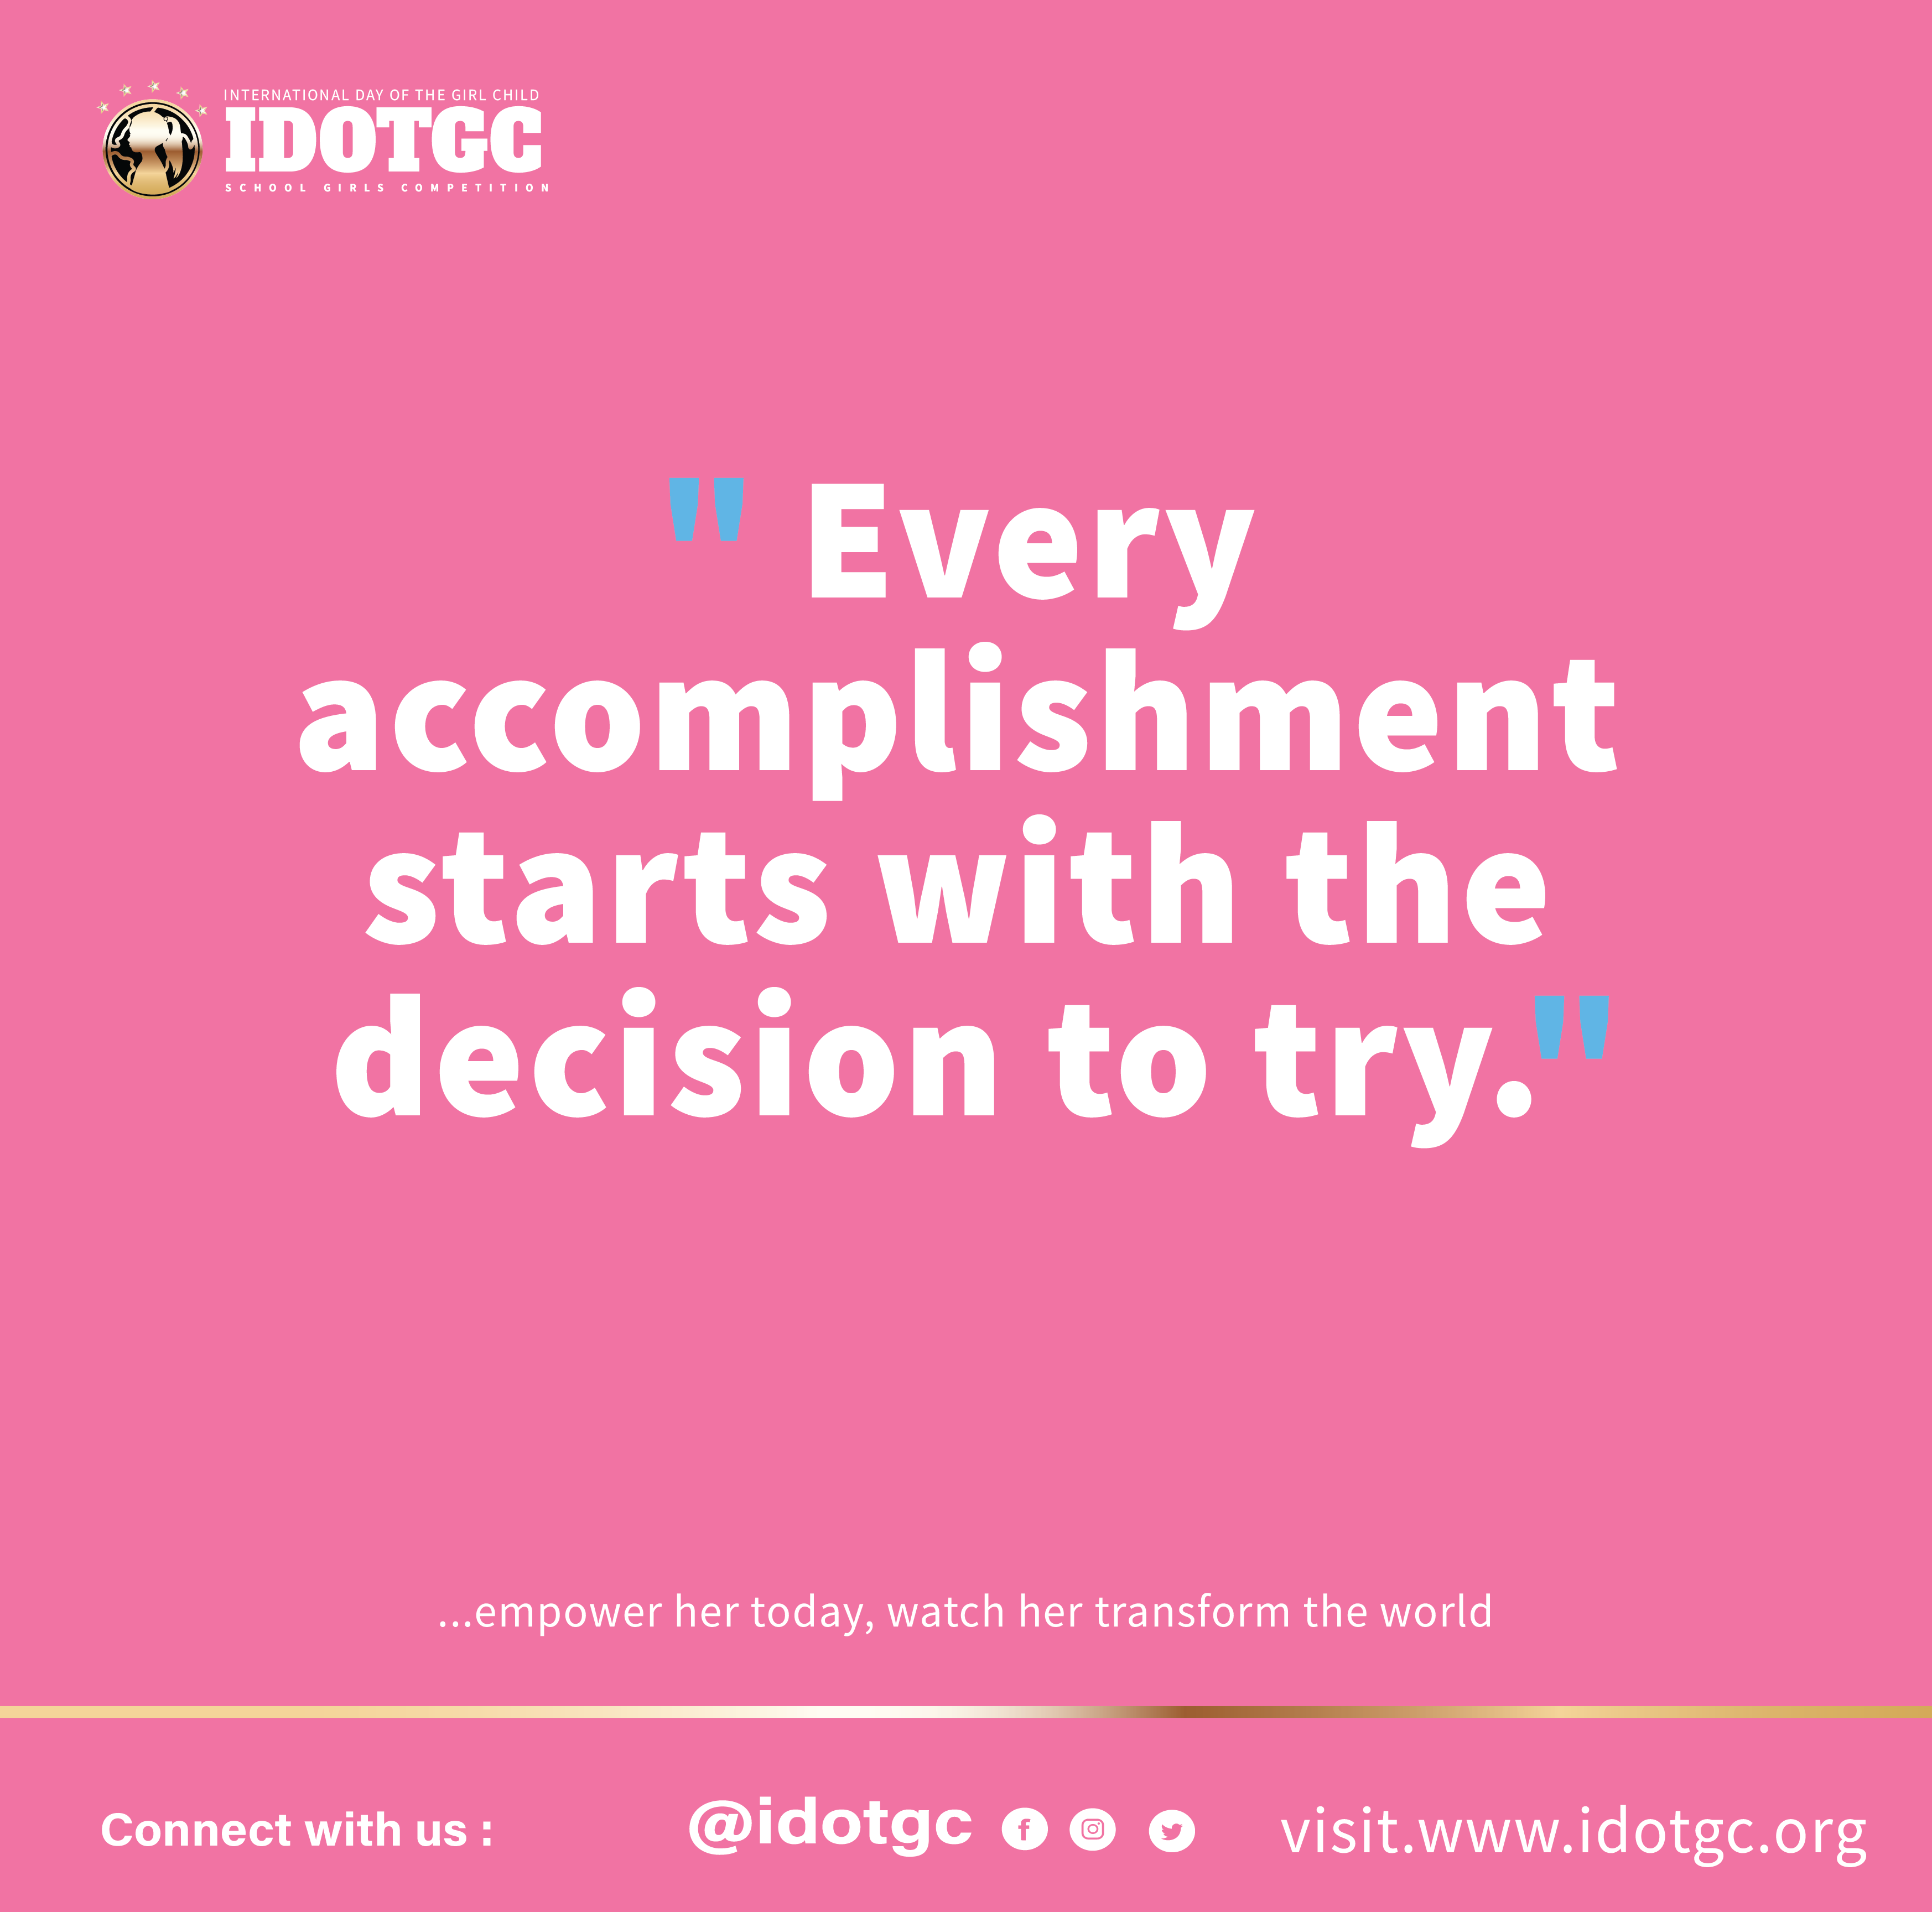 INTERNATIONAL DAY OF THE GIRL CHILD
IDOTGC
SCHOOL GIRLS COMPETITION
" Every
accomplishment
starts with the
decision to try."
...empower her today, watch her transform the world
Connect with us :
@idotgc
visit.www.idotgc.org